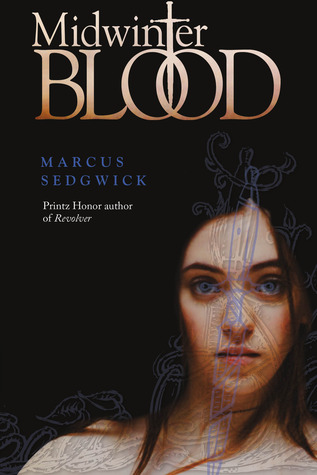 Midwinter
BLOOD
MARCUS
SEDGWICK
Printz Honor author
of Revolver